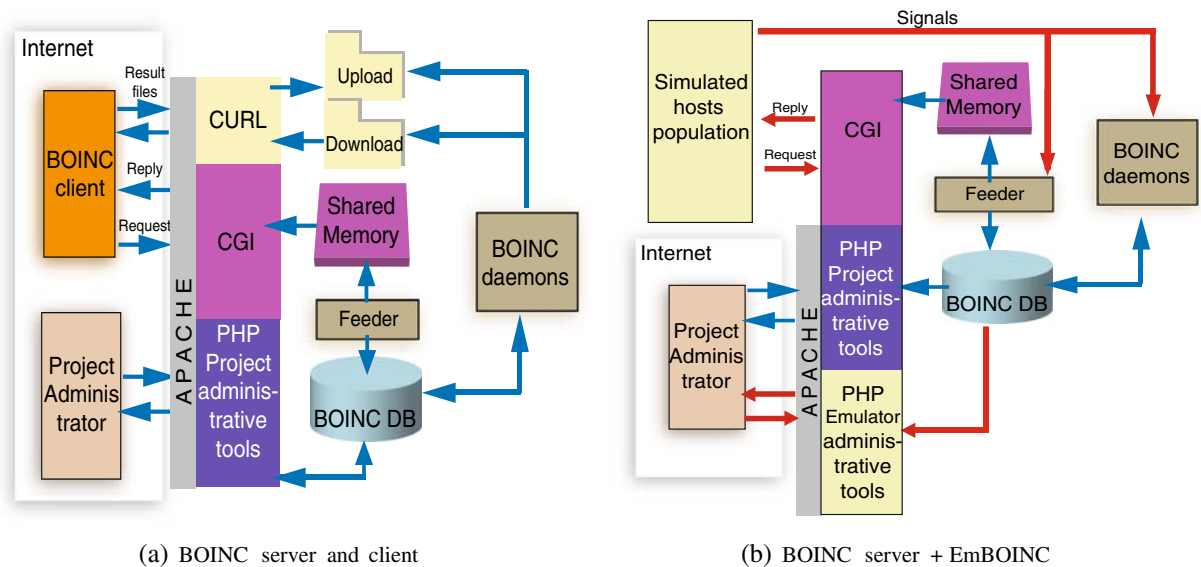 Internet
Result
files
BOINC
client
Reply
Request
Project
Adminis
trator
APACHE
CURL
CGI
PHP
Project
adminis-
trative
tools
Upload
Download
Shared
Memory
Feeder
BOINC DB
BOINC
daemons
(a) BOINC server and client
Signals
Simulated
hosts
population
Reply
Request
CGI
Shared
Memory
Feeder
BOINC
daemons
BOINC DB
Internet
Project
Adminis
trator
APACHE
PHP
Project
adminis-
trative
tools
PHP
Emulator
adminis-
trative
tools
(b) BOINC server + EmBOINC